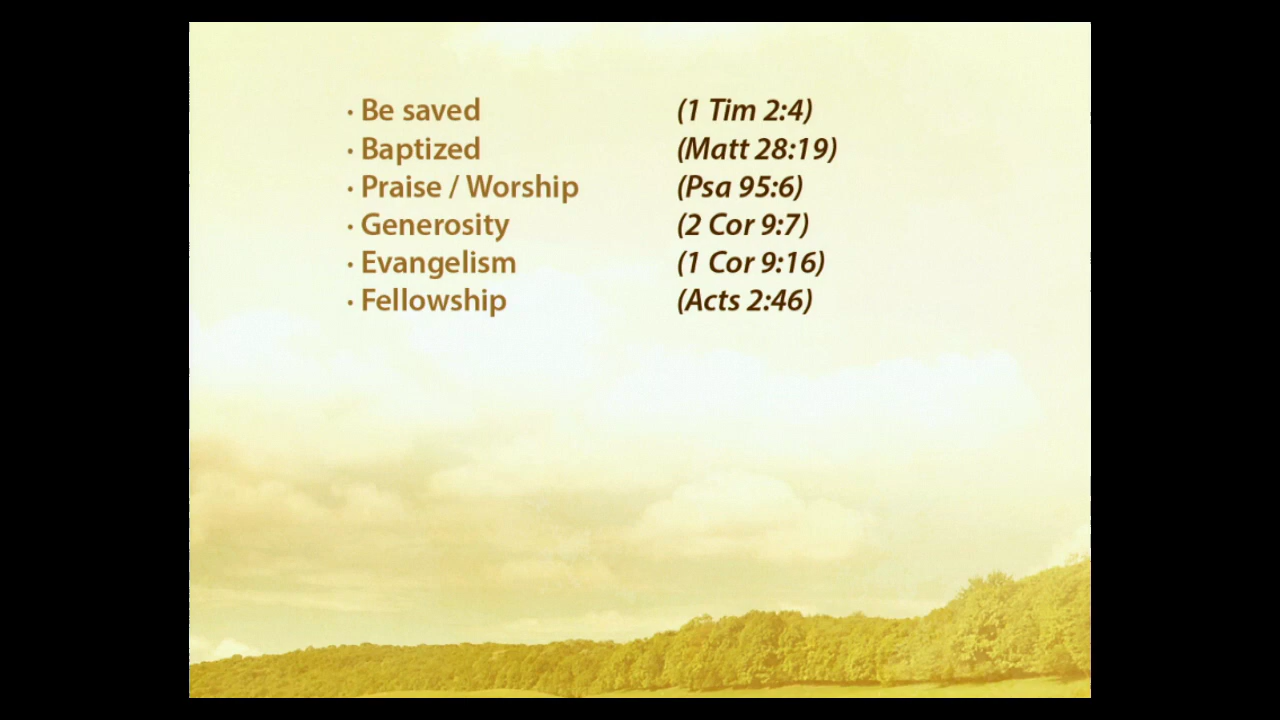 · Be saved (1 Tim 2:4)
· Baptized (Matt 28:19)
· Praise / Worship (Psa 95:6)
· Generosity (2 Cor 9:7)
· Evangelism (1 Cor 9:16)
· Fellowship (Acts 2:46)